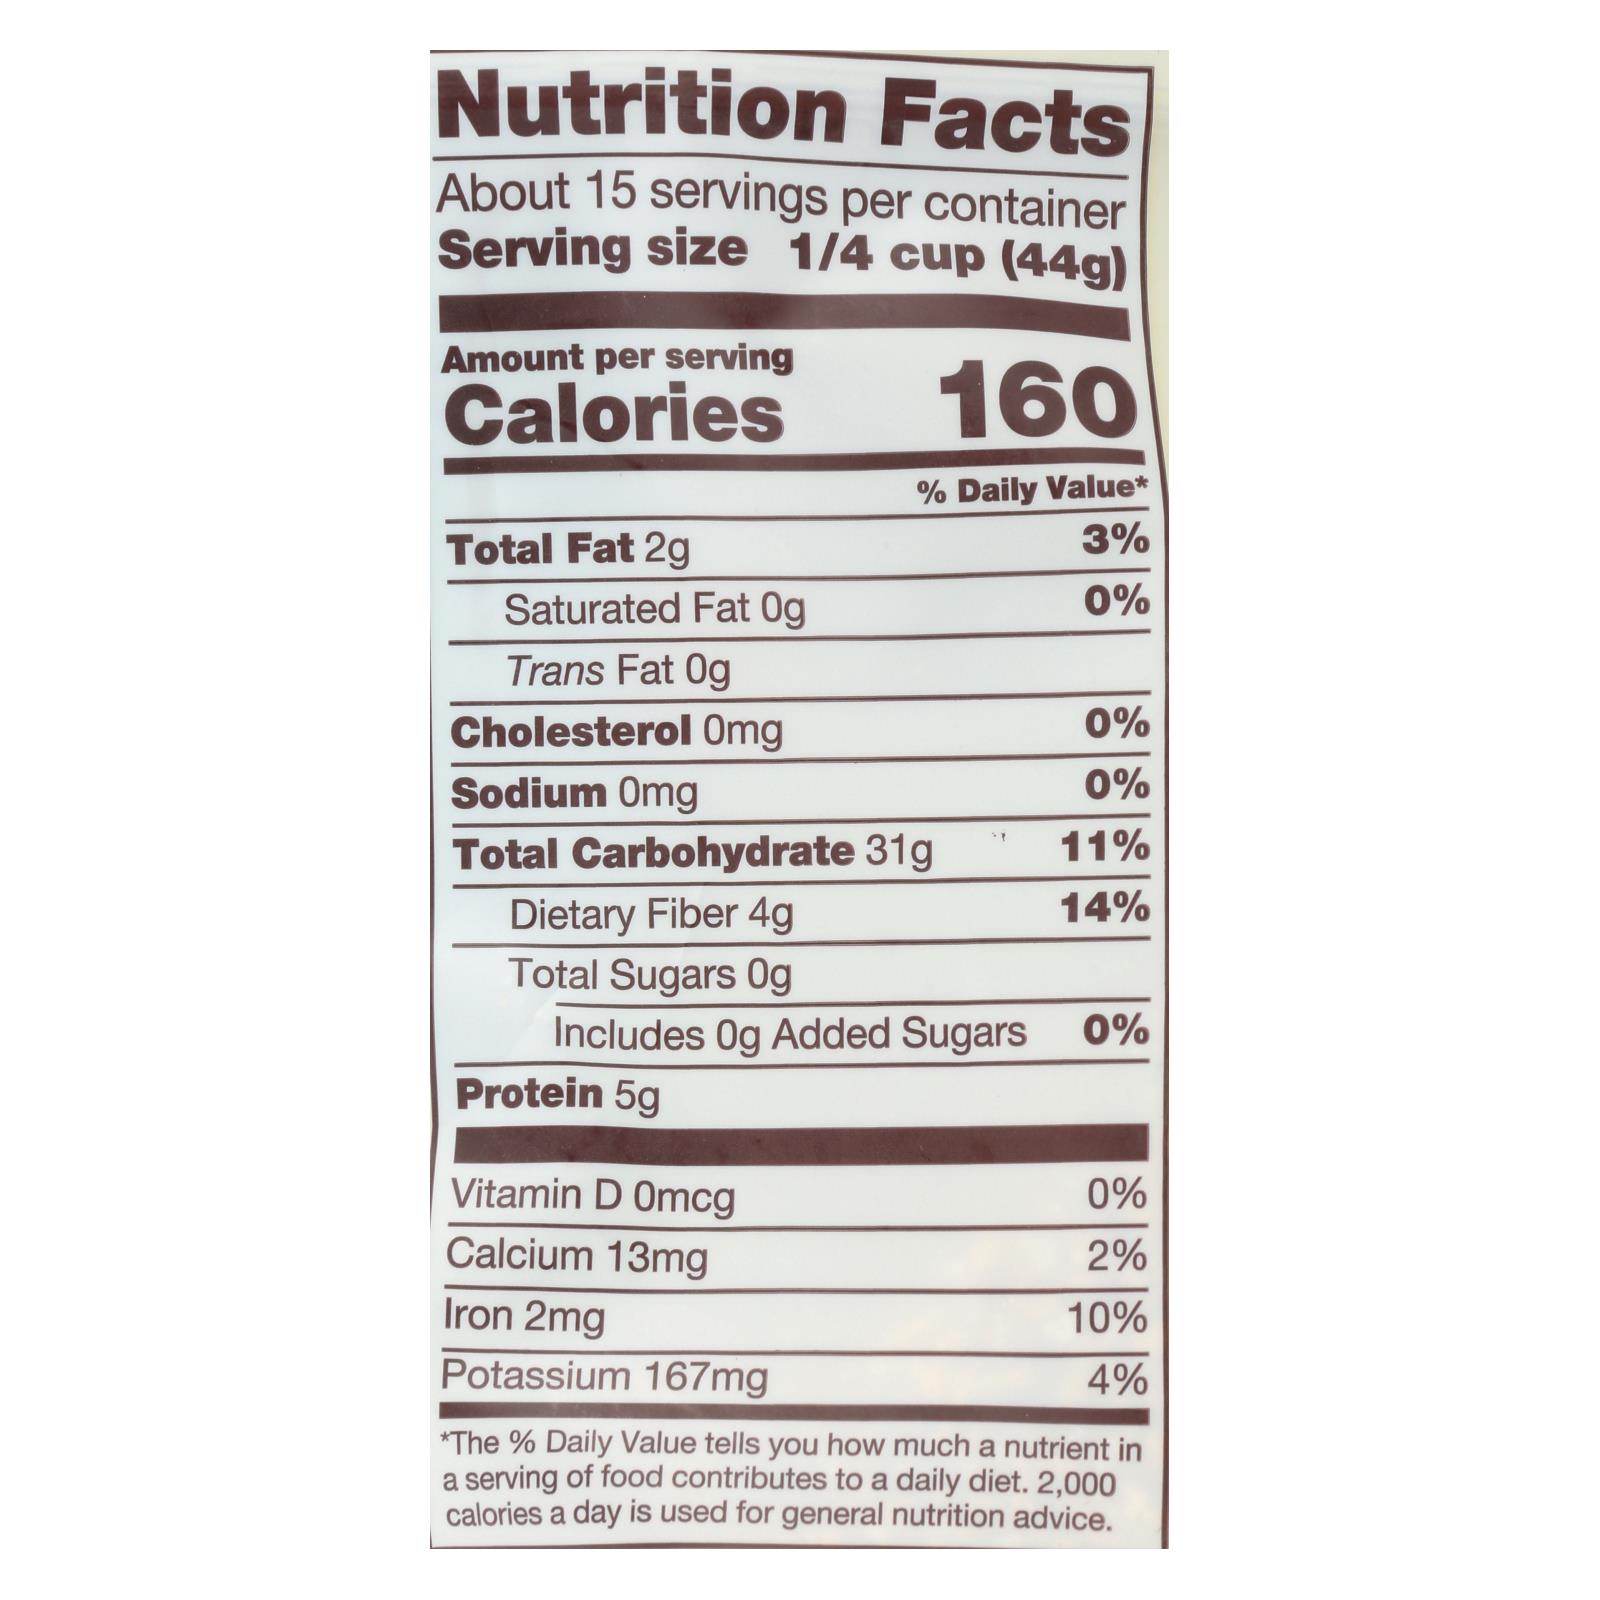 Nutrition Facts
About 15 servings per container
Serving size 1/4 cup (44g)
Amount per serving
Calories 160
% Daily Value*
Total Fat 2g 3%
Saturated Fat 0g 0%
Trans Fat 0g
Cholesterol 0mg 0%
Sodium 0mg 0%
Total Carbohydrate 31g 11%
Dietary Fiber 4g 14%
Total Sugars 0g
Includes 0g Added Sugars 0%
Protein 5g
Vitamin D 0mcg 0%
Calcium 13mg 2%
Iron 2mg 10%
Potassium 167mg 4%
*The % Daily Value tells you how much a nutrient in
a serving of food contributes to a daily diet. 2,000
calories a day is used for general nutrition advice.